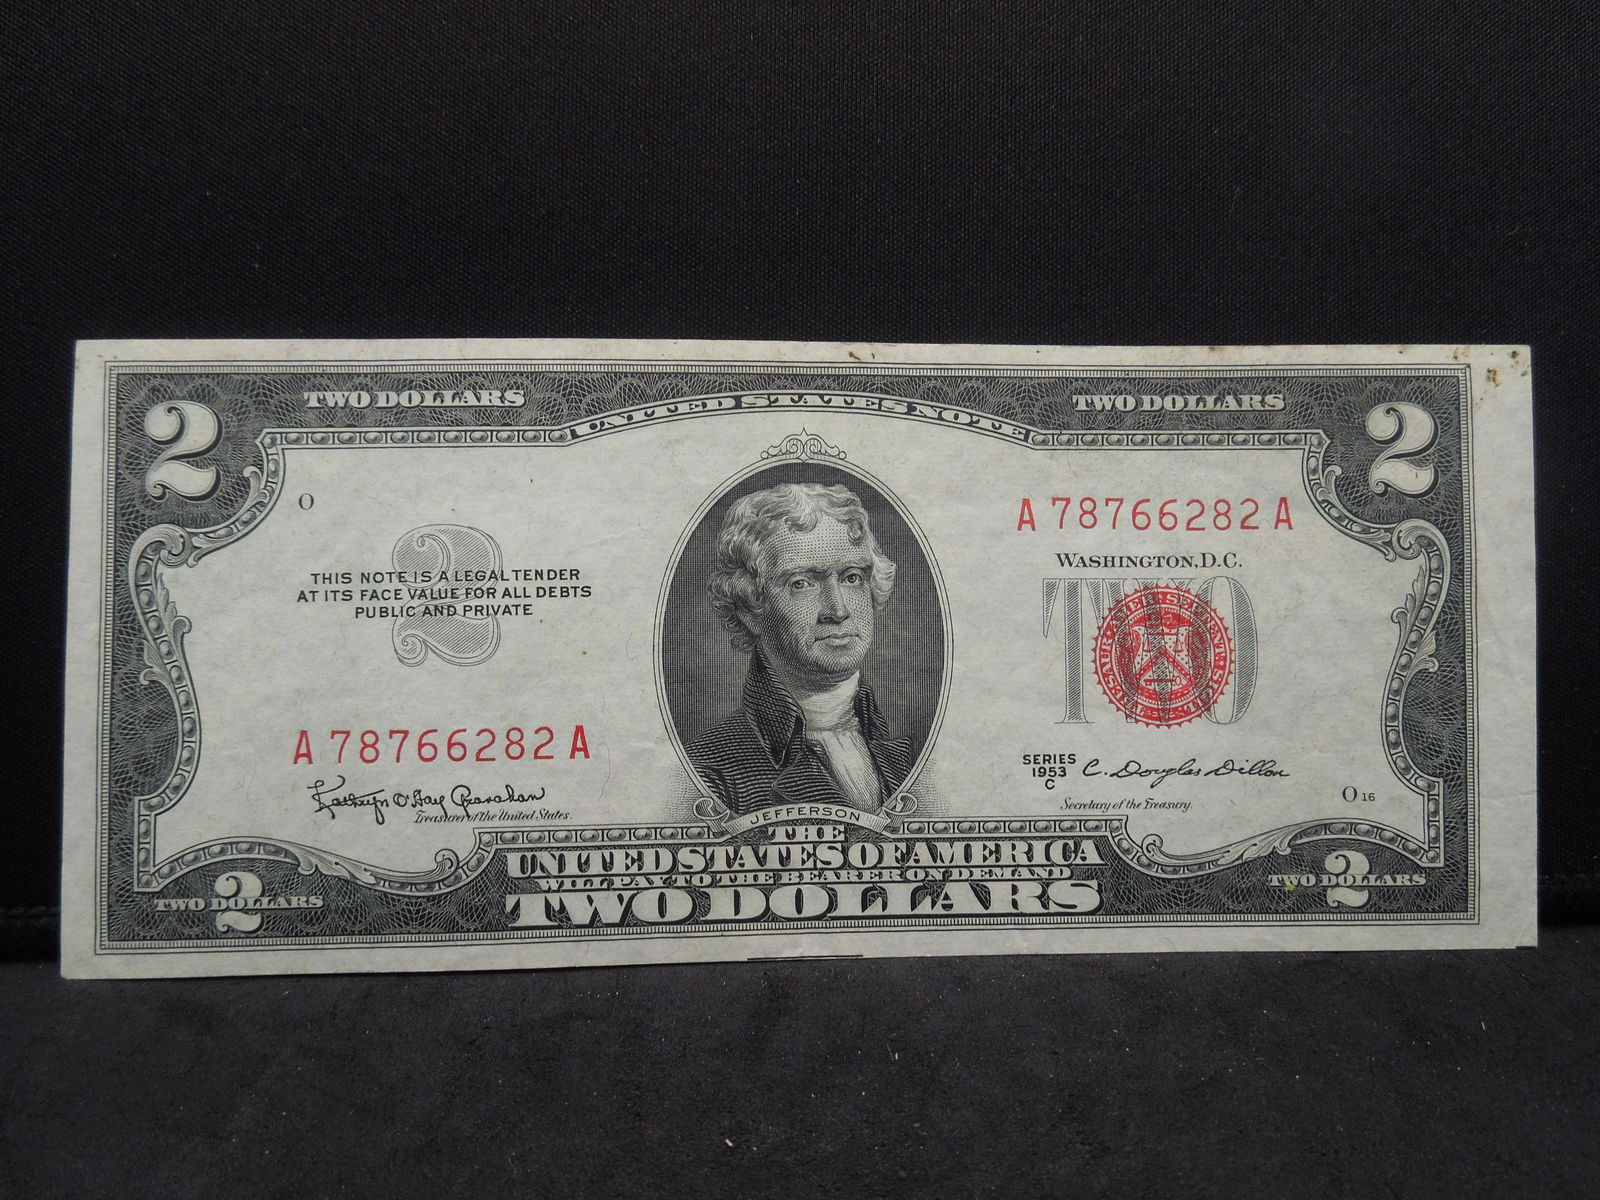 TWO DOLLARS
UNITED STATES NOTE
TWO DOLLARS
2
2
O
A 78766282 A
2
THIS NOTE IS A LEGAL TENDER
AT ITS FACE VALUE FOR ALL DEBTS
PUBLIC AND PRIVATE
WASHINGTON, D.C.
TWO
A 78766282 A
SERIES
1953
C
C. Douglas Dillon
Secretary of the Treasury.
Kathryn O'Hay Granahan
Treasurer of the United States.
O 16
JEFFERSON
THE
UNITED STATES OF AMERICA
WILL PAY TO THE BEARER ON DEMAND
TWO DOLLARS
2
TWO DOLLARS
2
TWO DOLLARS